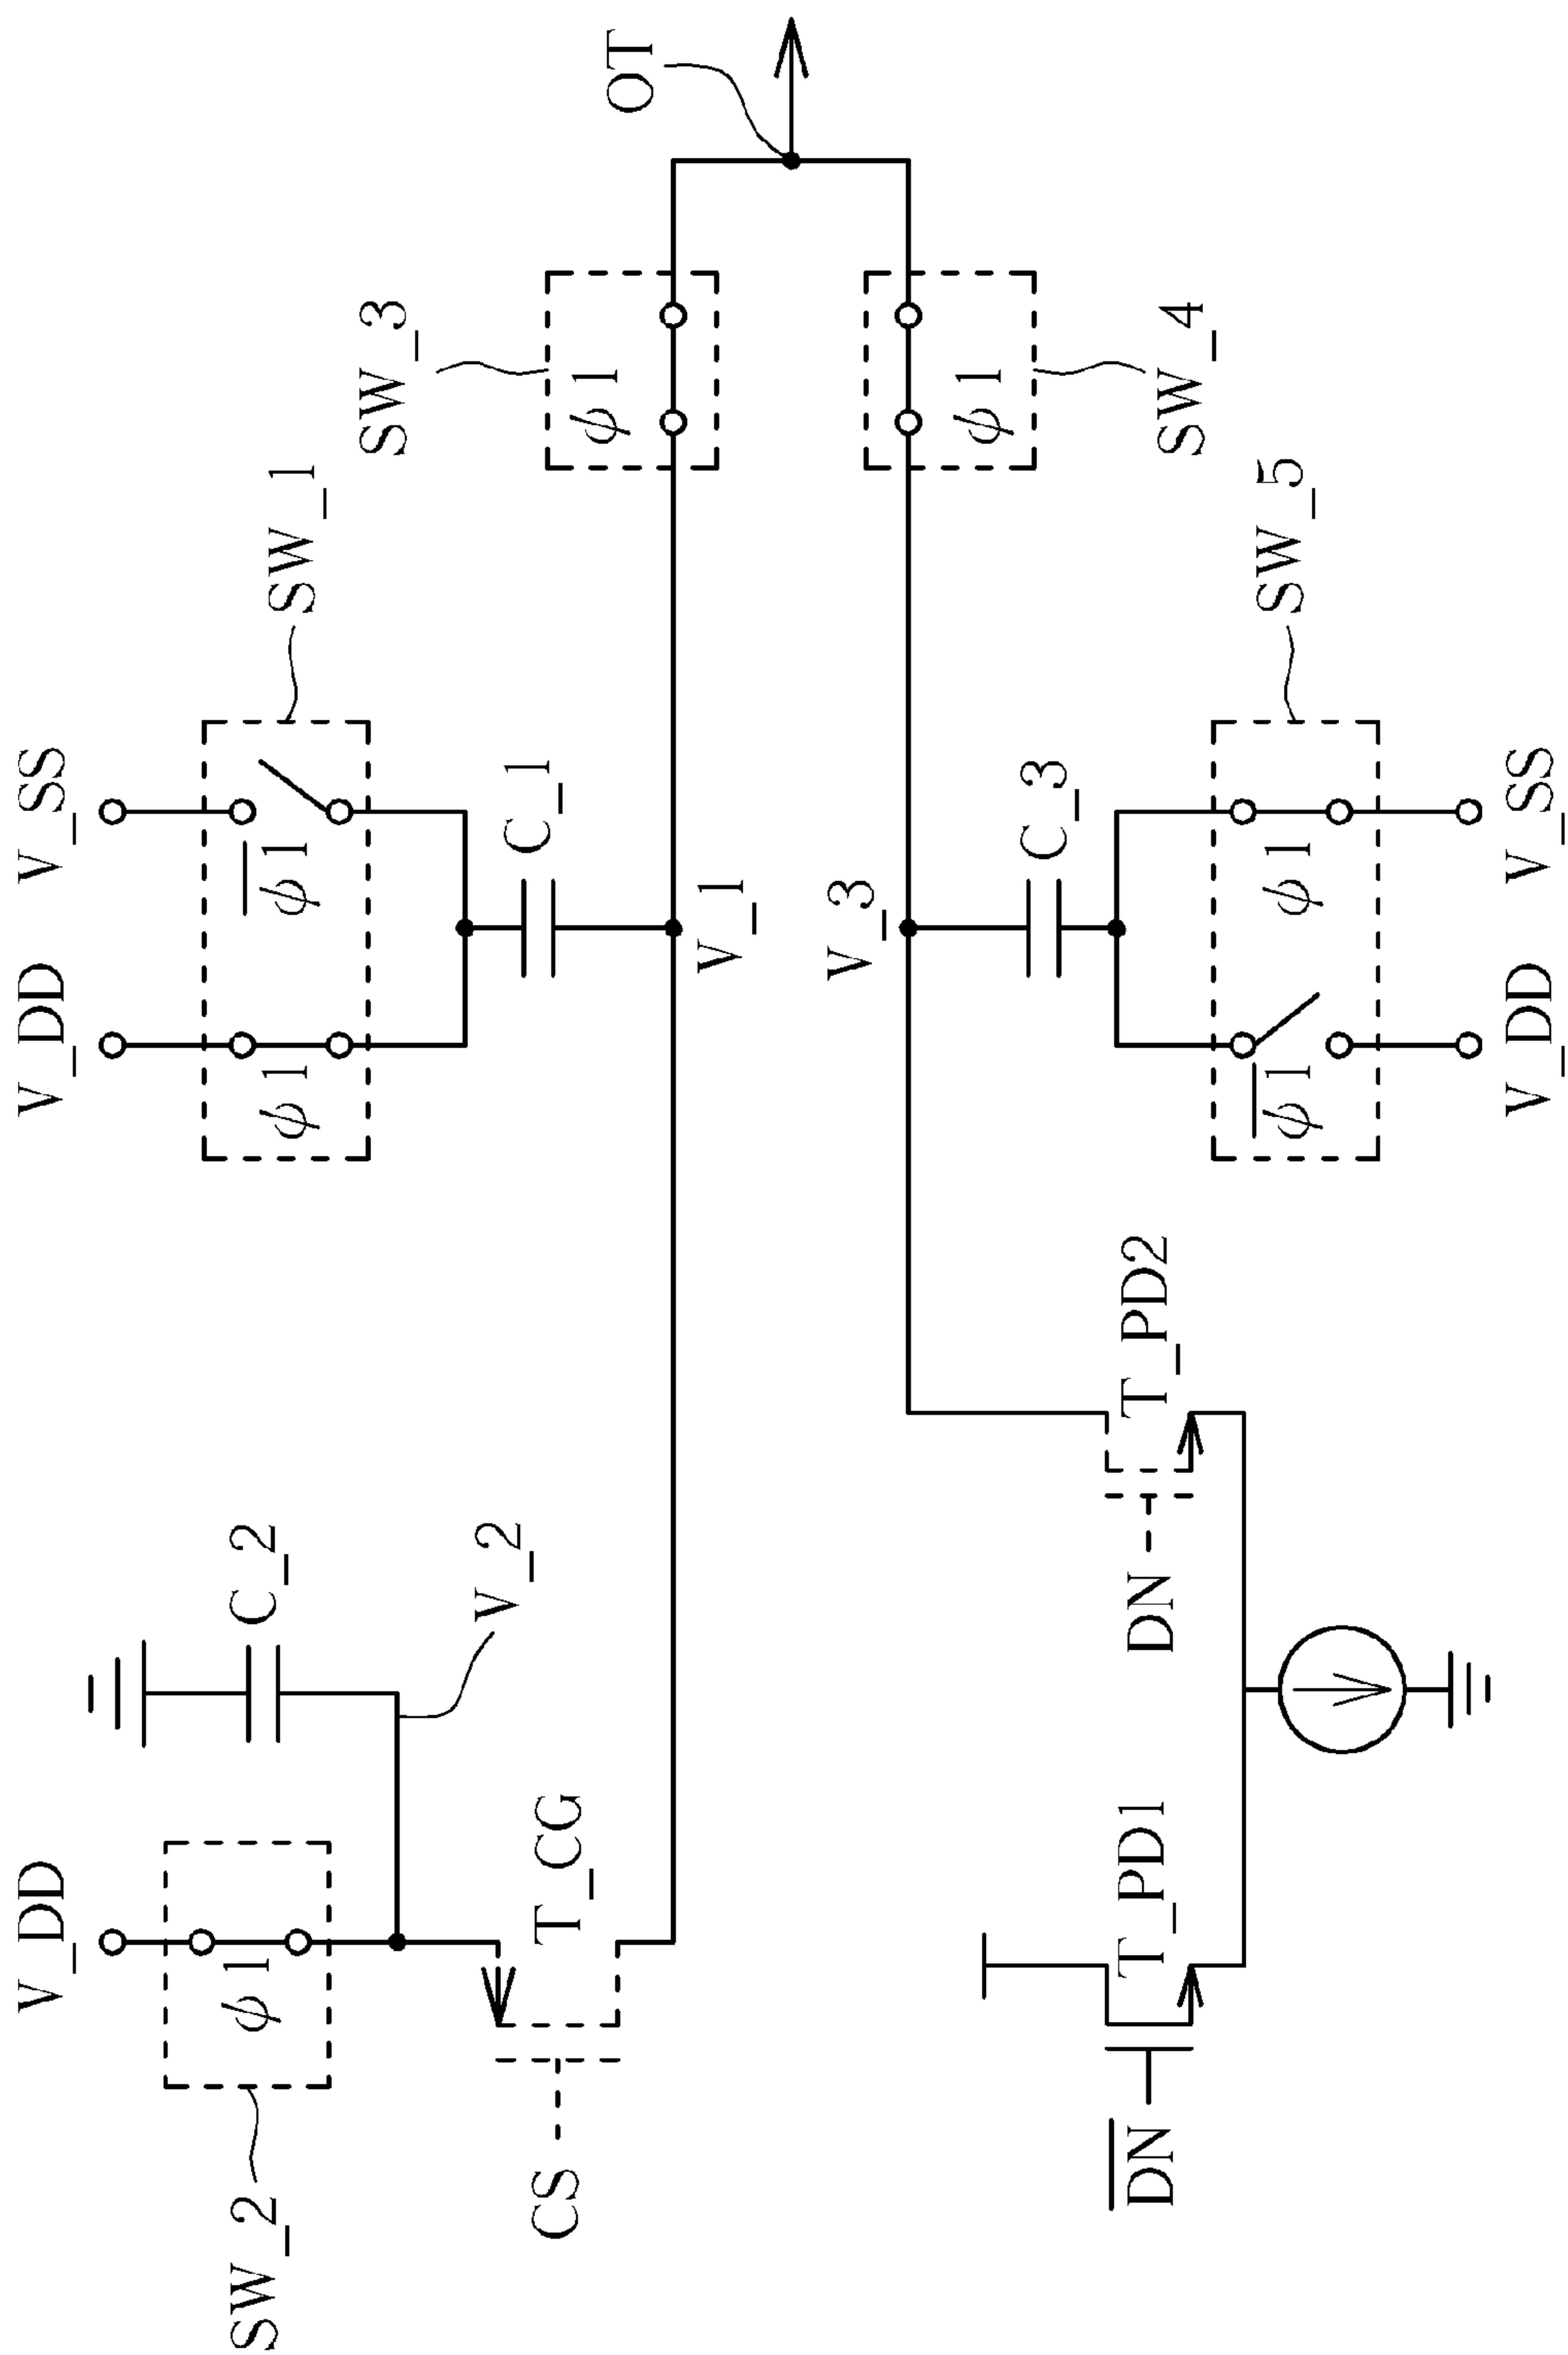 OT
SW_3
φ1
φ1
SW_4
SW_1
SW_5
V_SS
φ1
C_1
C_3
φ1
V_SS
V_DD
φ1
V_1
V_3
φ1
V_DD
T_PD2
C_2
V_2
DN
V_DD
φ1
T_CG
T_PD1
SW_2
CS
DN